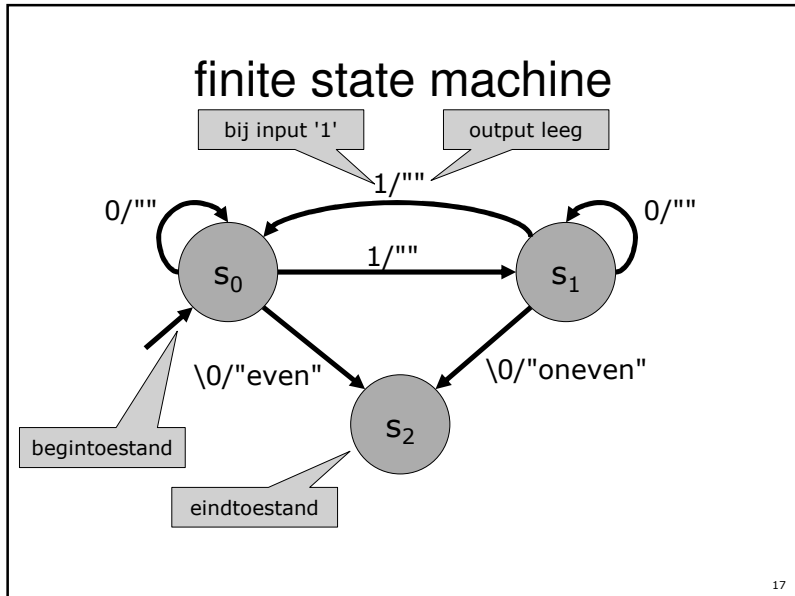 finite state machine
bij input '1'
output leeg
1/""
0/""
0/""
1/""
s0
s1
\0/"even"
\0/"oneven"
s2
begintoestand
eindtoestand
17